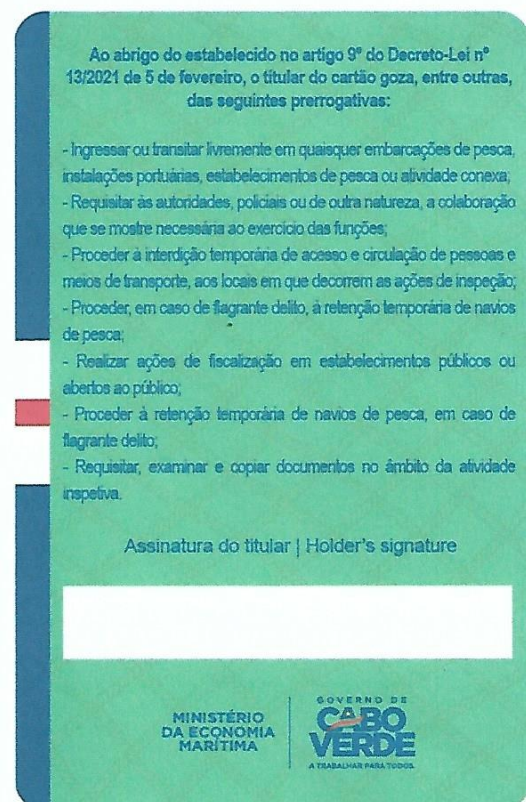 Ao abrigo do estabelecido no artigo 9º do Decreto-Lei nº
13/2021 de 5 de fevereiro, o titular do cartão goza, entre outras,
das seguintes prerrogativas:
- Ingressar ou transitar livremente em quaisquer embarcações de pesca,
instalações portuárias, estabelecimentos de pesca ou atividade conexa;
- Requisitar às autoridades, policiais ou de outra natureza, a colaboração
que se mostre necessária ao exercício das funções;
- Proceder à interdição temporária de acesso e circulação de pessoas e
meios de transporte, aos locais em que decorrem as ações de inspeção;
- Proceder, em caso de flagrante delito, à retenção temporária de navios
de pesca;
- Realizar ações de fiscalização em estabelecimentos públicos ou
abertos ao público;
- Proceder à retenção temporária de navios de pesca, em caso de
flagrante delito;
- Requisitar, examinar e copiar documentos no âmbito da atividade
inspetiva.
Assinatura do titular | Holder's signature
MINISTÉRIO
DA ECONOMIA
MARÍTIMA
GOVERNO DE
CABO
VERDE
A TRABALHAR PARA TODOS.